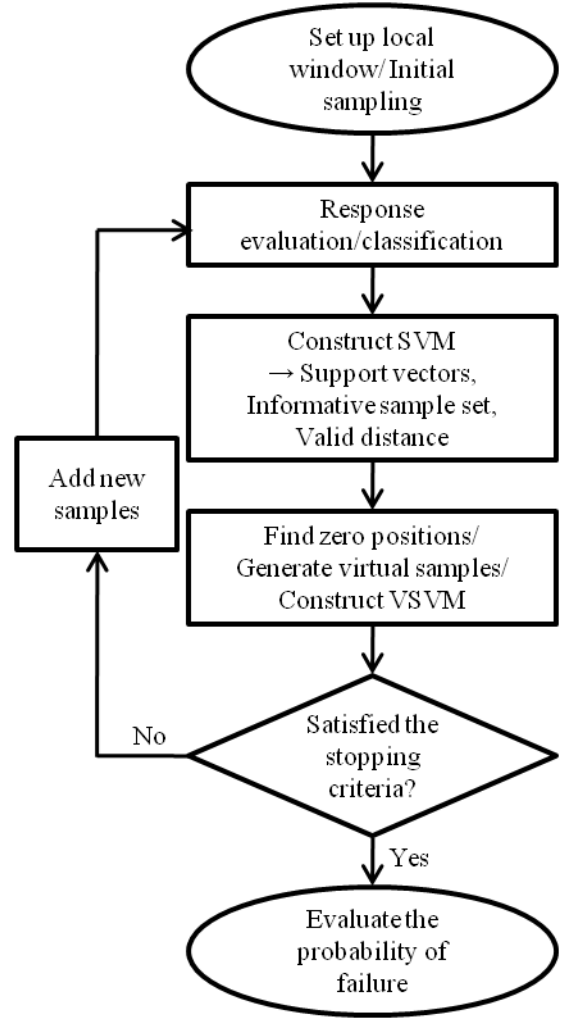 Set up local
window/ Initial
sampling
Response
evaluation/classification
Construct SVM
→ Support vectors,
Informative sample set,
Valid distance
Add new
samples
Find zero positions/
Generate virtual samples/
Construct VSVM
Satisfied the
stopping
criteria?
No
Yes
Evaluate the
probability of
failure